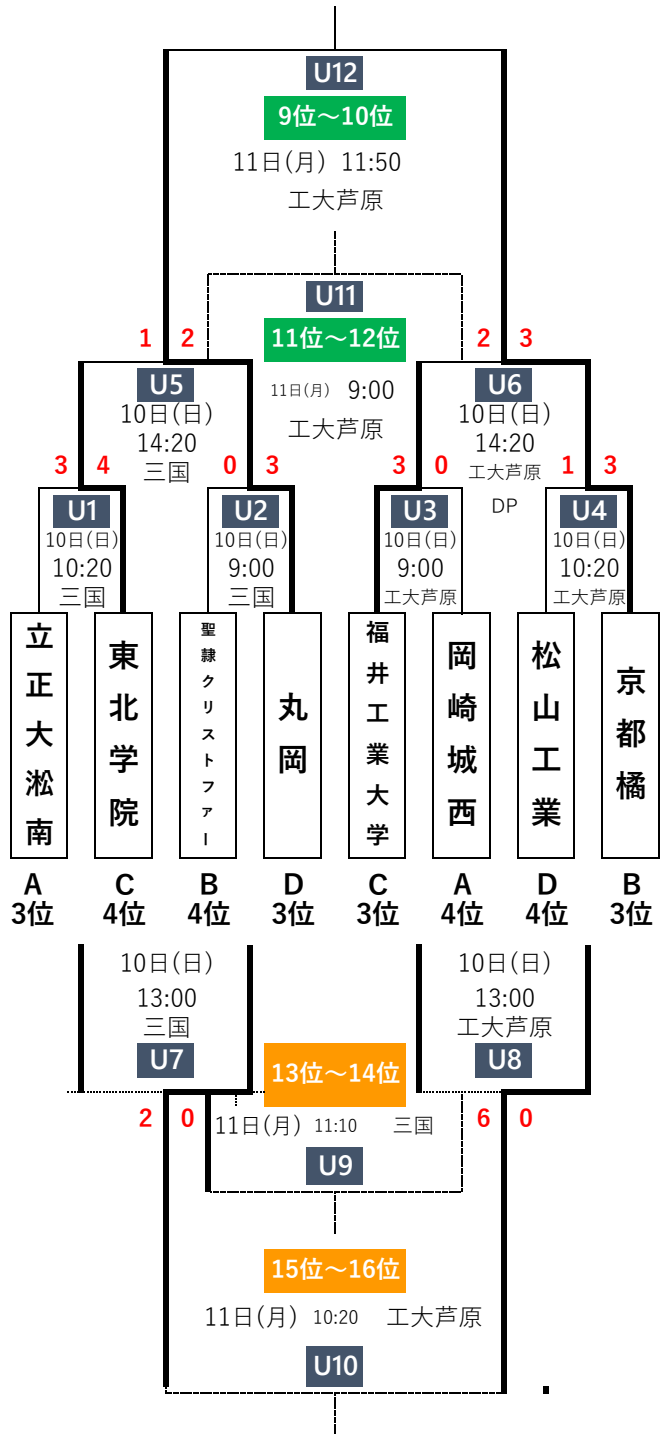 U12
9位～10位
11日(月) 11:50
工大芦原
U11
1 2
11位～12位
2 3
U5
11日(月) 9:00
U6
10日(日)
工大芦原
10日(日)
14:20
14:20
三国
工大芦原
DP
3 4
0 3
3 0
1 3
U1
U2
U3
U4
10日(日)
10日(日)
10日(日)
10日(日)
10:20
9:00
9:00
10:20
三国
三国
工大芦原
工大芦原
立正大淞南
東北学院
聖隷クリストファー
丸岡
福井工業大学
岡崎城西
松山工業
京都橘
A
C
B
D
C
A
D
B
3位
4位
4位
3位
3位
4位
4位
3位
10日(日)
10日(日)
13:00
13:00
三国
工大芦原
U7
13位～14位
U8
2 0
11日(月) 11:10 三国
6 0
U9
15位～16位
11日(月) 10:20 工大芦原
U10